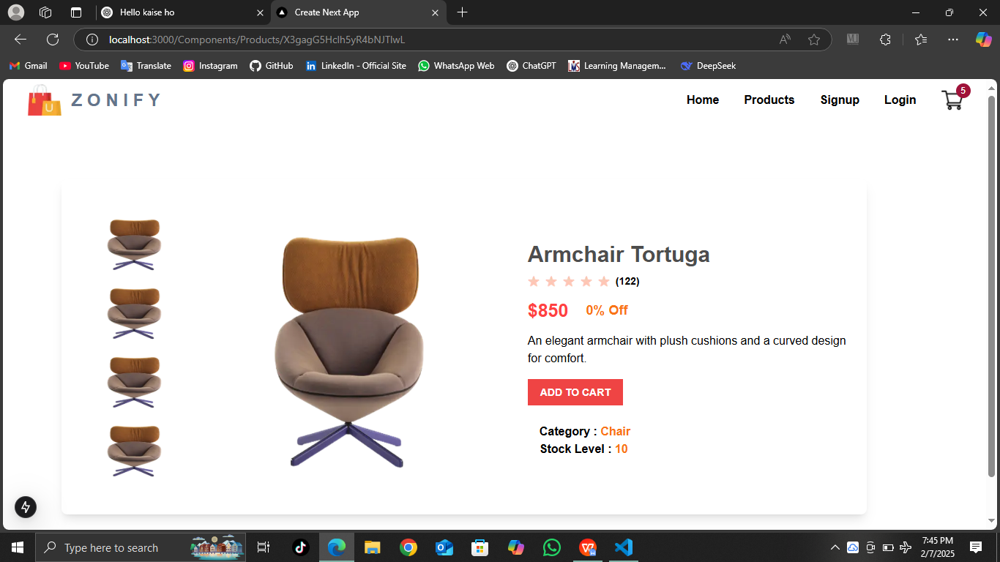 Hello kaise ho
Create Next App
localhost:3000/Components/Products/X3gagG5Hclh5yR4bNJTlwL
Gmail
YouTube
Translate
Instagram
GitHub
LinkedIn - Official Site
WhatsApp Web
ChatGPT
Learning Managem...
DeepSeek
U
ZONIFY
Home
Products
Signup
Login
5
Armchair Tortuga
(122)
$850 0% Off
An elegant armchair with plush cushions and a curved design
for comfort.
ADD TO CART
Category : Chair
Stock Level : 10
Type here to search
7:45 PM
2/7/2025